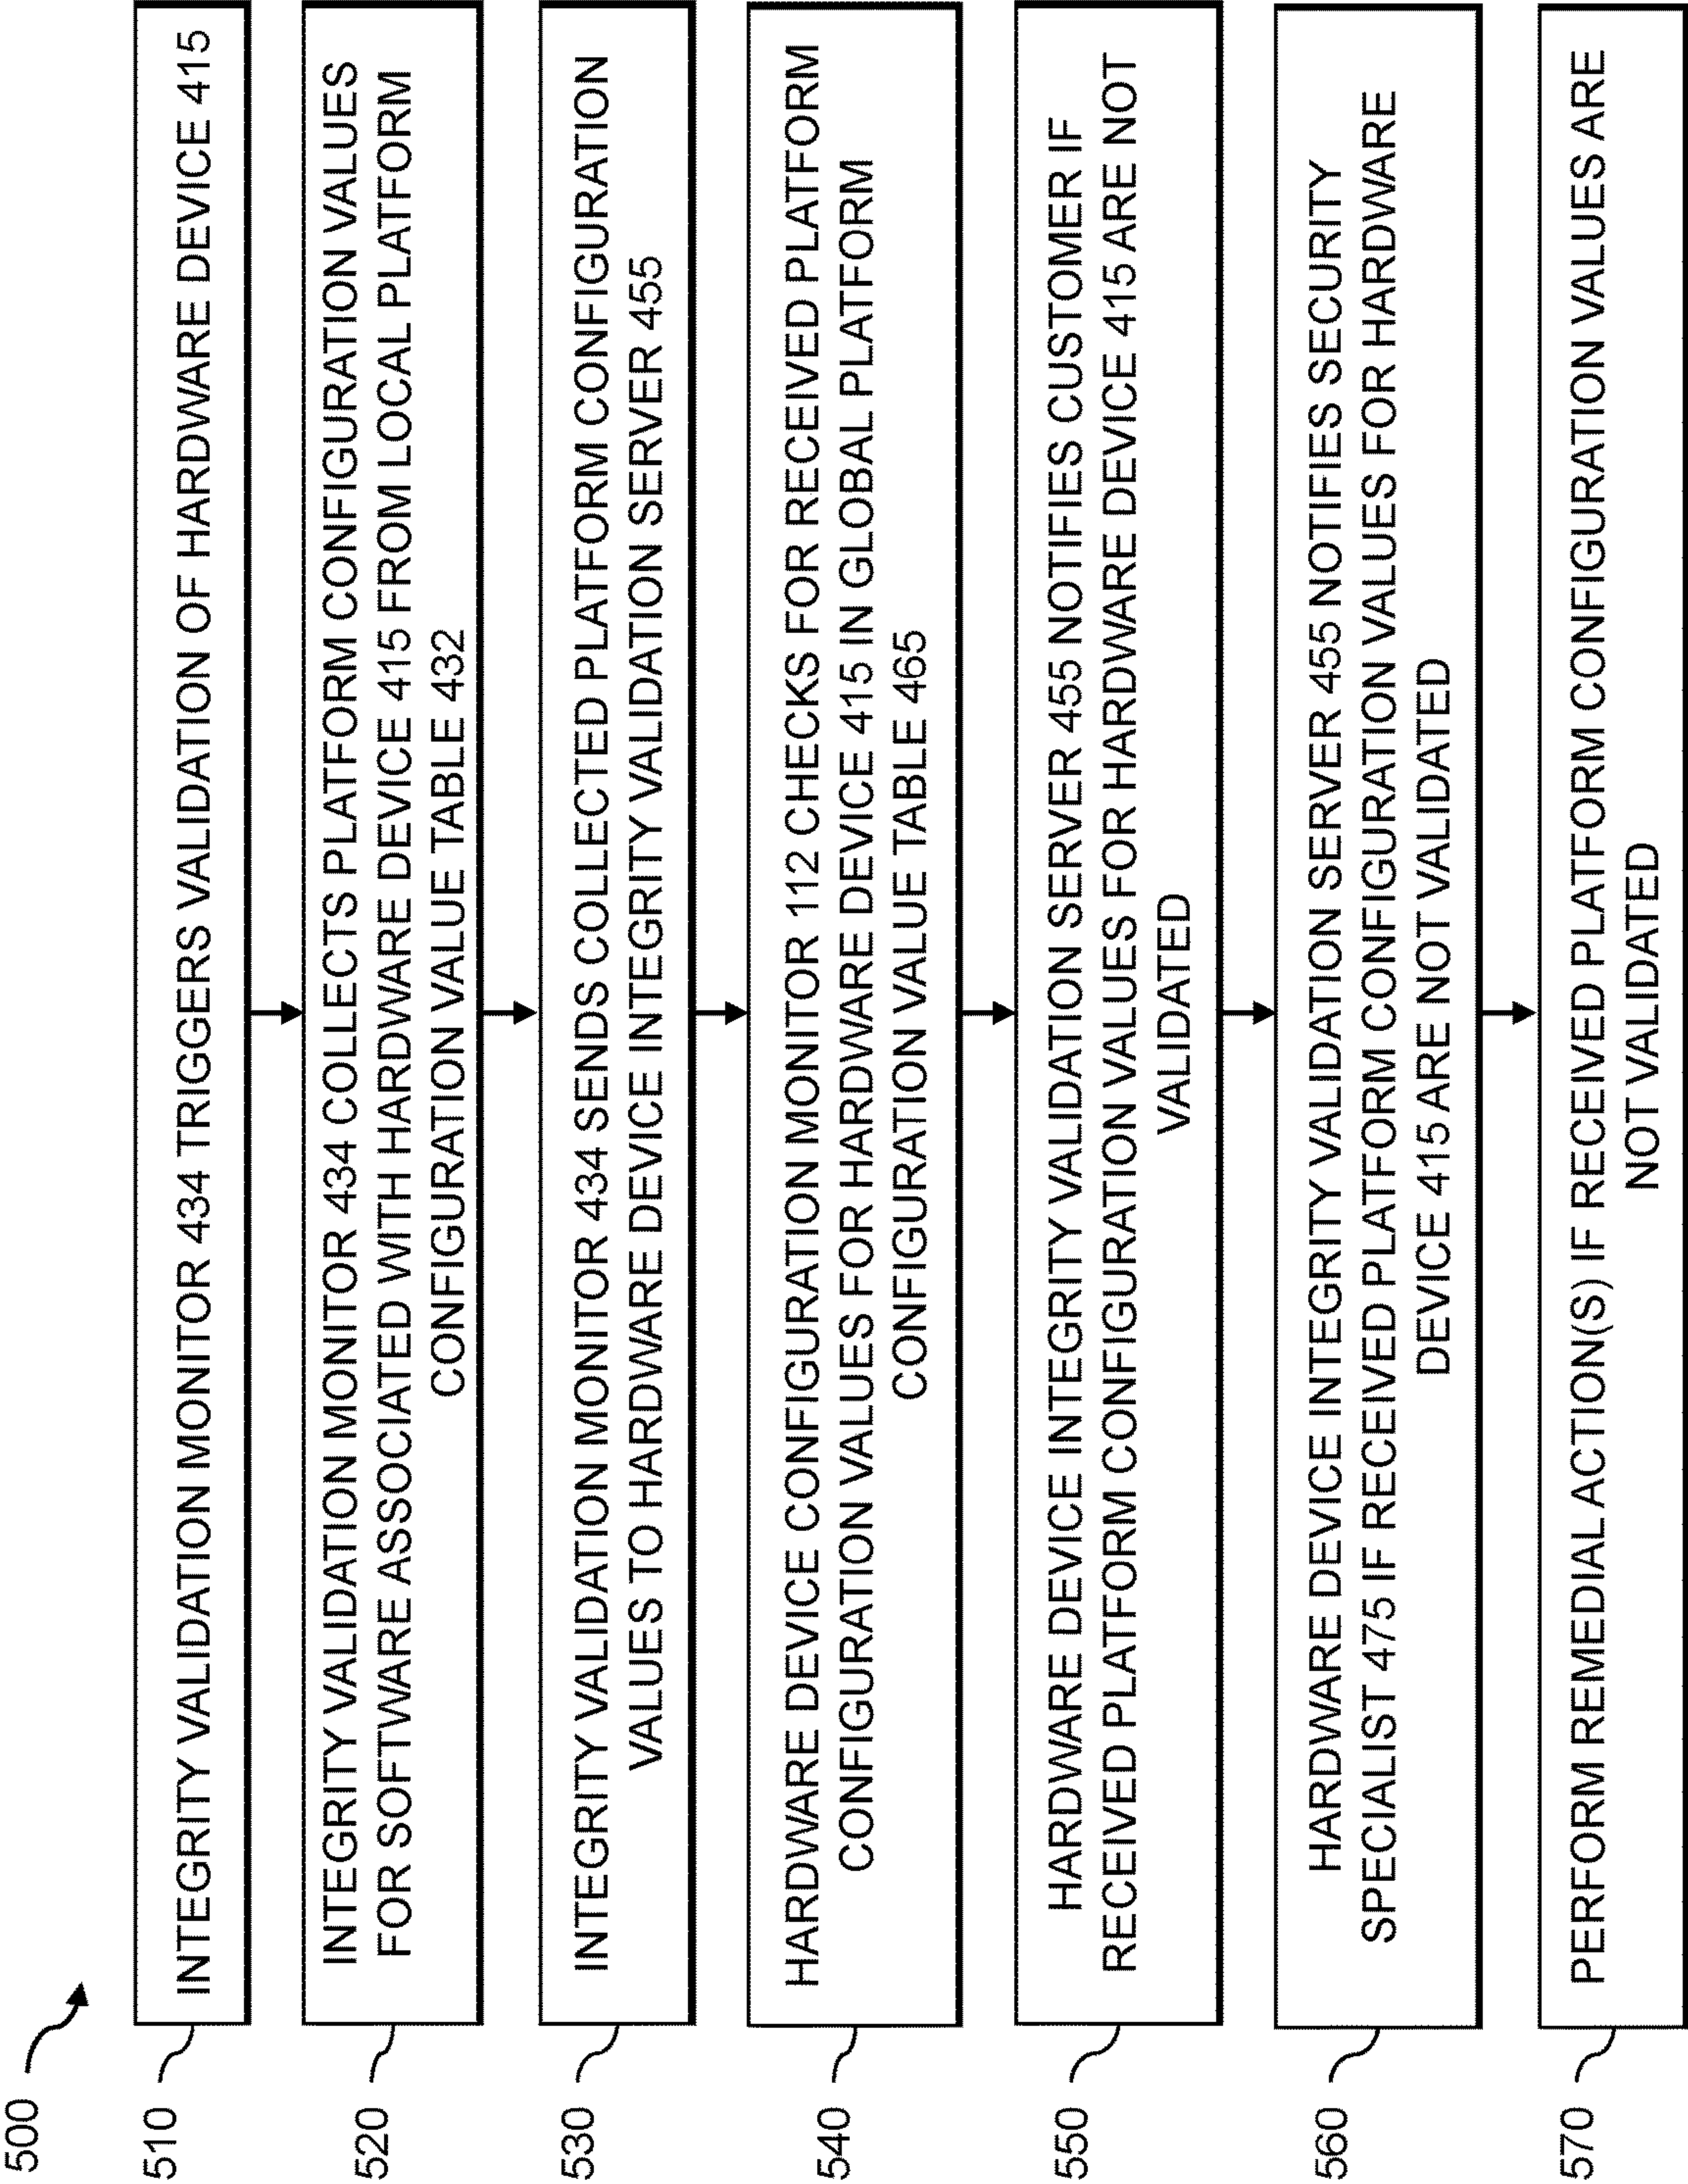 500
510
INTEGRITY VALIDATION MONITOR 434 TRIGGERS VALIDATION OF HARDWARE DEVICE 415
520
INTEGRITY VALIDATION MONITOR 434 COLLECTS PLATFORM CONFIGURATION VALUES
FOR SOFTWARE ASSOCIATED WITH HARDWARE DEVICE 415 FROM LOCAL PLATFORM
CONFIGURATION VALUE TABLE 432
530
INTEGRITY VALIDATION MONITOR 434 SENDS COLLECTED PLATFORM CONFIGURATION
VALUES TO HARDWARE DEVICE INTEGRITY VALIDATION SERVER 455
540
HARDWARE DEVICE CONFIGURATION MONITOR 112 CHECKS FOR RECEIVED PLATFORM
CONFIGURATION VALUES FOR HARDWARE DEVICE 415 IN GLOBAL PLATFORM
CONFIGURATION VALUE TABLE 465
550
HARDWARE DEVICE INTEGRITY VALIDATION SERVER 455 NOTIFIES CUSTOMER IF
RECEIVED PLATFORM CONFIGURATION VALUES FOR HARDWARE DEVICE 415 ARE NOT
VALIDATED
560
HARDWARE DEVICE INTEGRITY VALIDATION SERVER 455 NOTIFIES SECURITY
SPECIALIST 475 IF RECEIVED PLATFORM CONFIGURATION VALUES FOR HARDWARE
DEVICE 415 ARE NOT VALIDATED
570
PERFORM REMEDIAL ACTION(S) IF RECEIVED PLATFORM CONFIGURATION VALUES ARE
NOT VALIDATED